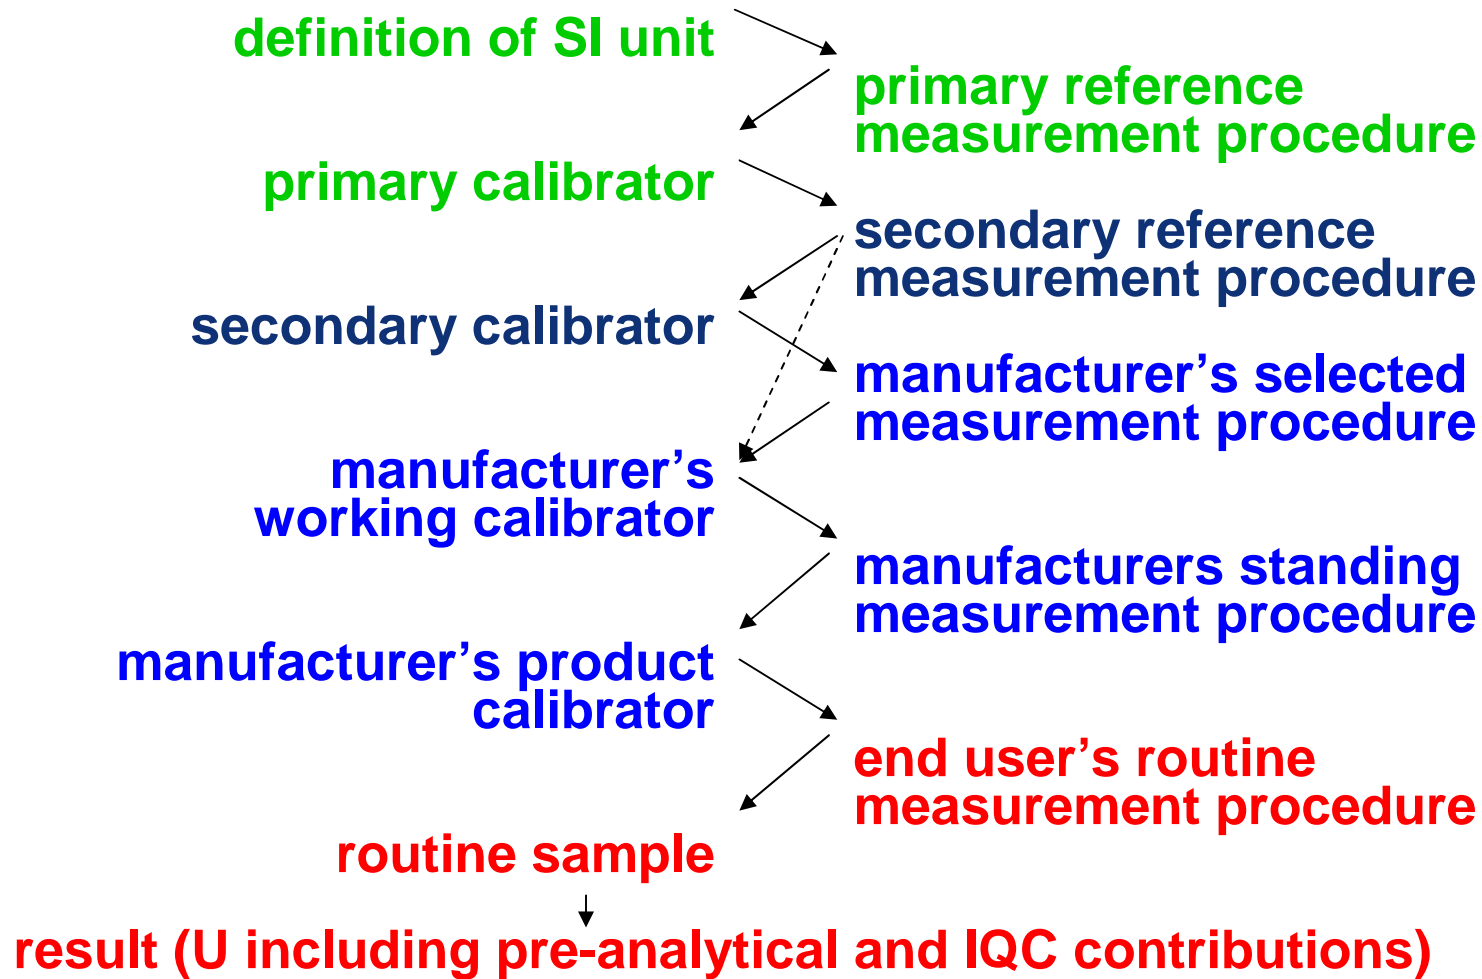 definition of SI unit
primary reference
measurement procedure
primary calibrator
secondary reference
measurement procedure
secondary calibrator
manufacturer’s selected
measurement procedure
manufacturer’s
working calibrator
manufacturers standing
measurement procedure
manufacturer’s product
calibrator
end user’s routine
measurement procedure
routine sample
result (U including pre-analytical and IQC contributions)